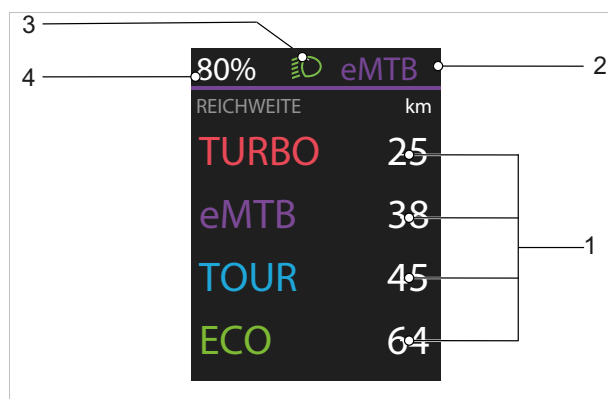 3
80% eMTB 2
4
REICHWEITE km
TURBO 25
eMTB 38
1
TOUR 45
ECO 64